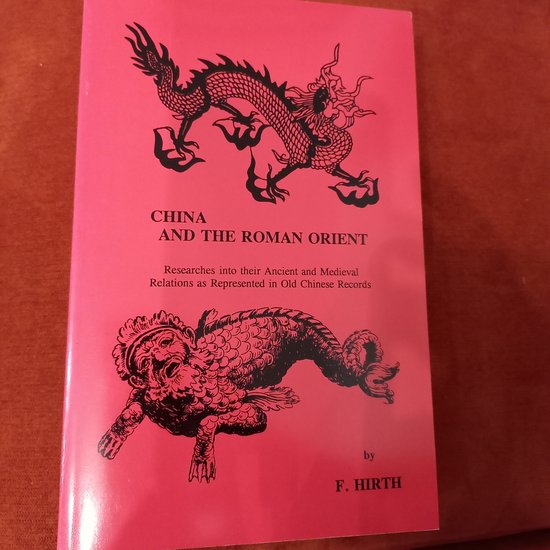 CHINA
AND THE ROMAN ORIENT
Researches into their Ancient and Medieval
Relations as Represented in Old Chinese Records
by
F. HIRTH